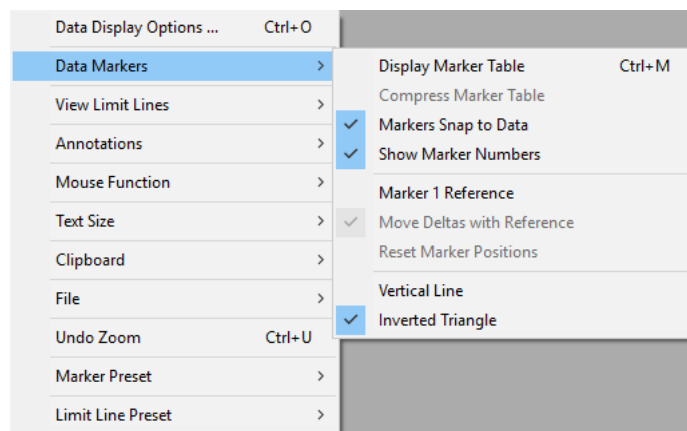 Data Display Options ... Ctrl+O
Data Markers
View Limit Lines
Annotations
Mouse Function
Text Size
Clipboard
File
Undo Zoom Ctrl+U
Marker Preset
Limit Line Preset
Display Marker Table Ctrl+M
Compress Marker Table
Markers Snap to Data
Show Marker Numbers
Marker 1 Reference
Move Deltas with Reference
Reset Marker Positions
Vertical Line
Inverted Triangle